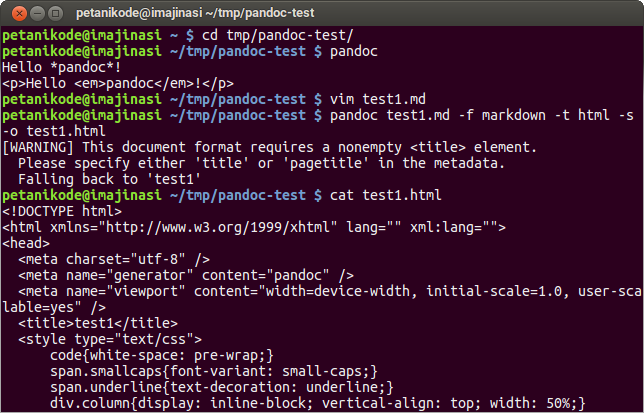 petanikode@imajinasi ~/tmp/pandoc-test
petanikode@imajinasi ~ $ cd tmp/pandoc-test/
petanikode@imajinasi ~/tmp/pandoc-test $ pandoc
Hello *pandoc*!
<p>Hello <em>pandoc</em>!</p>
petanikode@imajinasi ~/tmp/pandoc-test $ vim test1.md
petanikode@imajinasi ~/tmp/pandoc-test $ pandoc test1.md -f markdown -t html -s
-o test1.html
[WARNING] This document format requires a nonempty <title> element.
  Please specify either 'title' or 'pagetitle' in the metadata.
  Falling back to 'test1'
petanikode@imajinasi ~/tmp/pandoc-test $ cat test1.html
<!DOCTYPE html>
<html xmlns="http://www.w3.org/1999/xhtml" lang="" xml:lang="">
<head>
  <meta charset="utf-8" />
  <meta name="generator" content="pandoc" />
  <meta name="viewport" content="width=device-width, initial-scale=1.0, user-sca
lable=yes" />
  <title>test1</title>
  <style type="text/css">
      code{white-space: pre-wrap;}
      span.smallcaps{font-variant: small-caps;}
      span.underline{text-decoration: underline;}
      div.column{display: inline-block; vertical-align: top; width: 50%;}